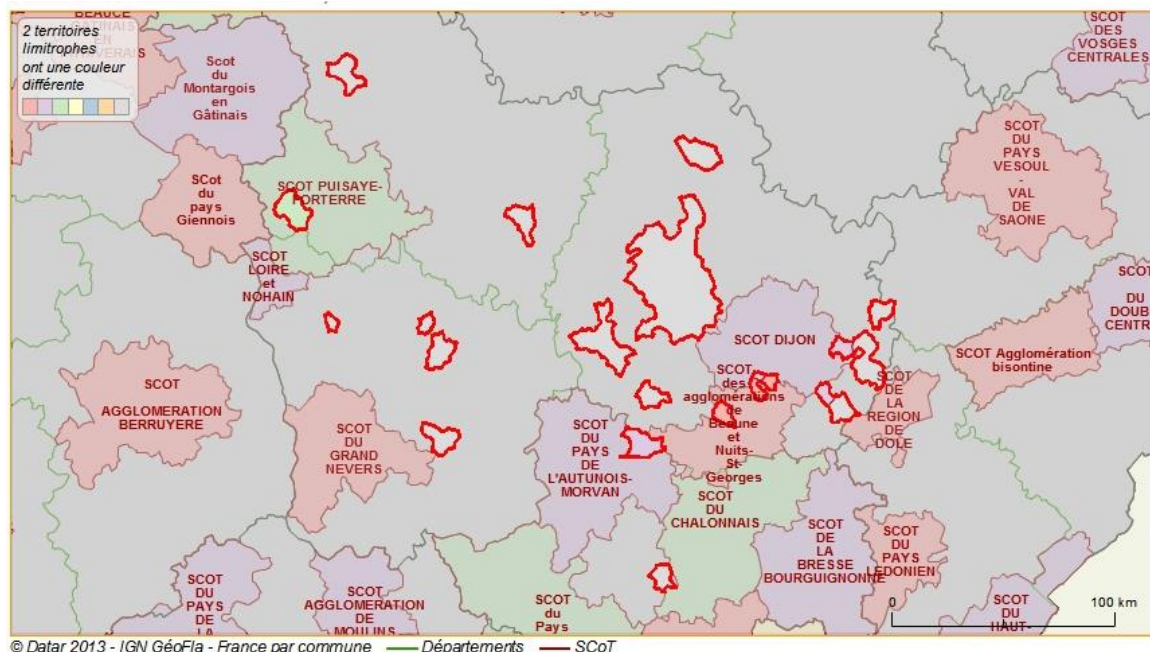 2 territoires
limitrophes
ont une couleur
différente
BEAUCE
GATINAIS
EN
SCot
du
Montargois
en
Gâtinais
SCOT
DES
VOSGES
CENTRALES
SCOT
DU
PAYS
VESOUL
-
VAL
DE
SAONE
SCot
du
pays
Giennois
SCOT PUISAYE-
FORTERRE
SCOT
LOIRE
et
NOHAIN
SCOT
DU
DOUBS
CENTRA
SCOT DIJON
SCOT Agglomération
bisontine
SCOT
AGGLOMERATION
BERRUYERE
SCOT
des
agglomérations
de
Beaune
et
Nuits-
St-
Georges
SCOT
DE LA
REGION
DE
DOLE
SCOT
DU
GRAND
NEVERS
SCOT
DU
PAYS
DE
L'AUTUNOIS-
MORVAN
SCOT
DU
CHALONNAIS
SCOT
DE
LA
BRESSE
BOURGUIGNONNE
SCOT
DU
PAYS
LEDONIEN
SCOT
DU
PAYS
DE LA
SCOT
AGGLOMERATION
DE
MOULINS
SCOT
du
Pays
SCOT
DU
HAUT-
0 100 km
© Datar 2013 - IGN GéoFla - France par commune Départements SCoT